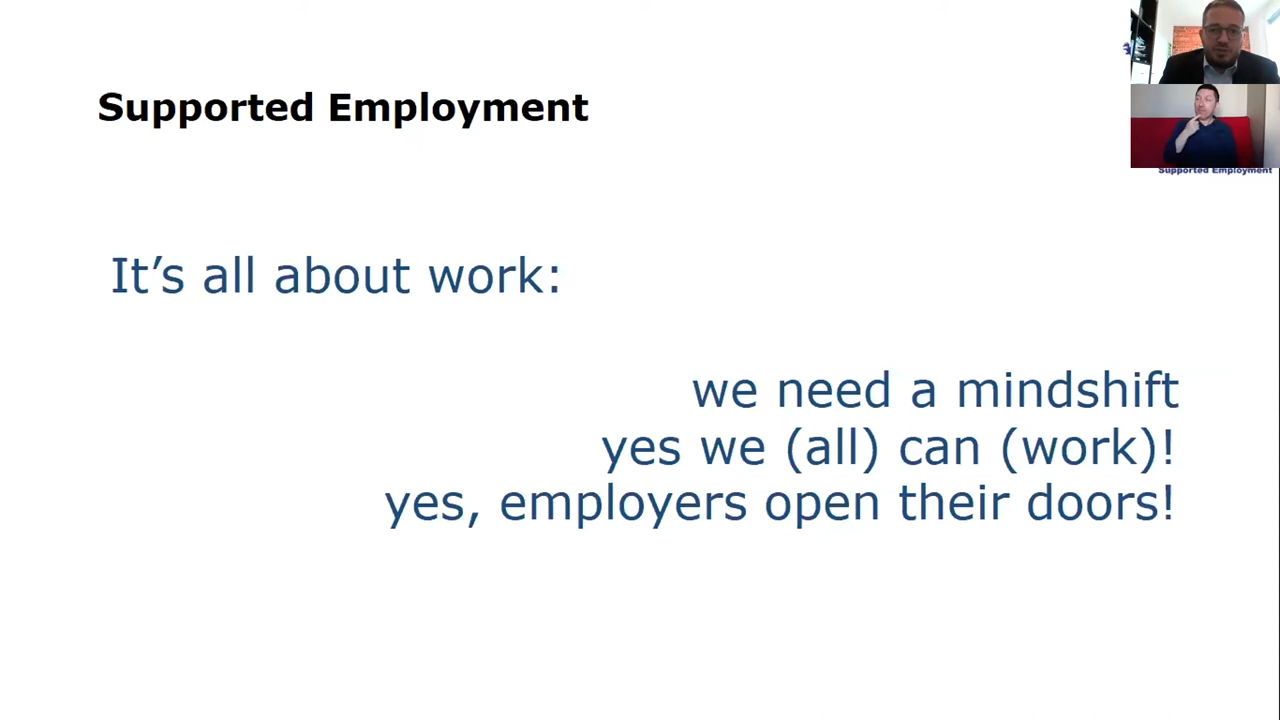 Supported Employment
Supported Employment
It’s all about work:
we need a mindshift
yes we (all) can (work)!
yes, employers open their doors!